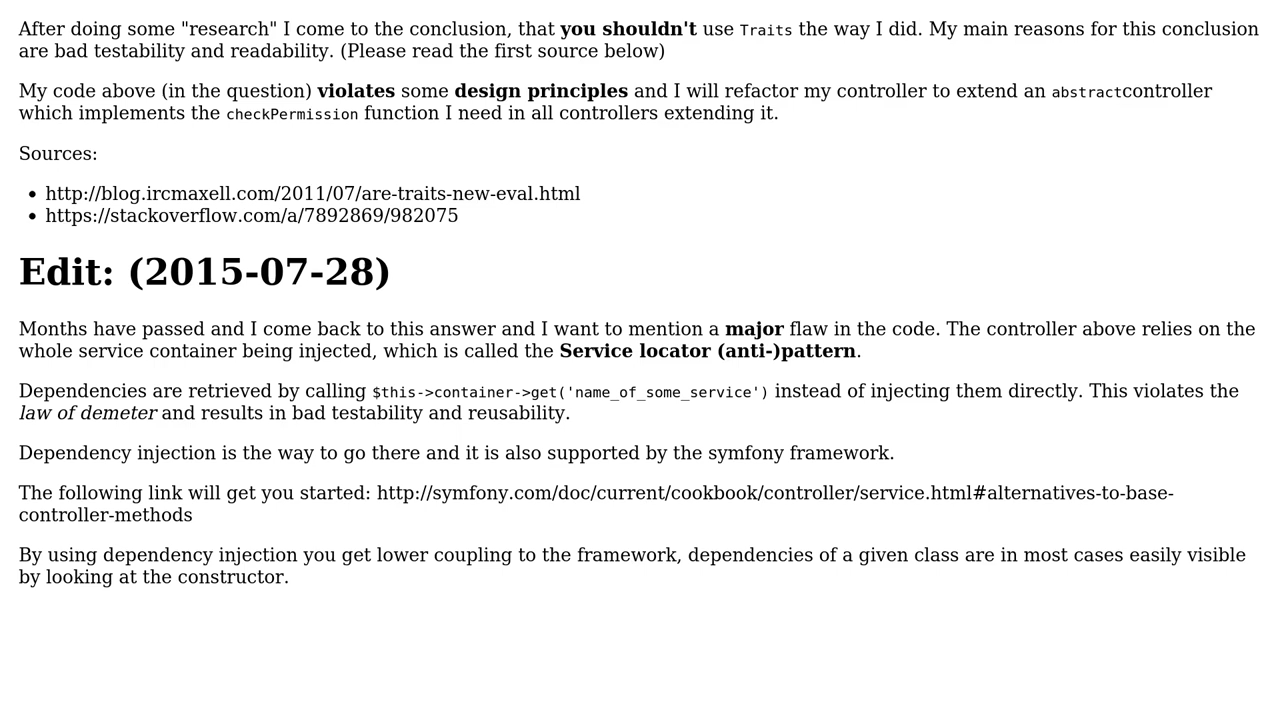 After doing some "research" I come to the conclusion, that you shouldn't use Traits the way I did. My main reasons for this conclusion
are bad testability and readability. (Please read the first source below)
My code above (in the question) violates some design principles and I will refactor my controller to extend an abstractcontroller
which implements the checkPermission function I need in all controllers extending it.
Sources:
• http://blog.ircmaxell.com/2011/07/are-traits-new-eval.html
• https://stackoverflow.com/a/7892869/982075
Edit: (2015-07-28)
Months have passed and I come back to this answer and I want to mention a major flaw in the code. The controller above relies on the
whole service container being injected, which is called the Service locator (anti-)pattern.
Dependencies are retrieved by calling $this->container->get('name_of_some_service') instead of injecting them directly. This violates the
law of demeter and results in bad testability and reusability.
Dependency injection is the way to go there and it is also supported by the symfony framework.
The following link will get you started: http://symfony.com/doc/current/cookbook/controller/service.html#alternatives-to-base-
controller-methods
By using dependency injection you get lower coupling to the framework, dependencies of a given class are in most cases easily visible
by looking at the constructor.